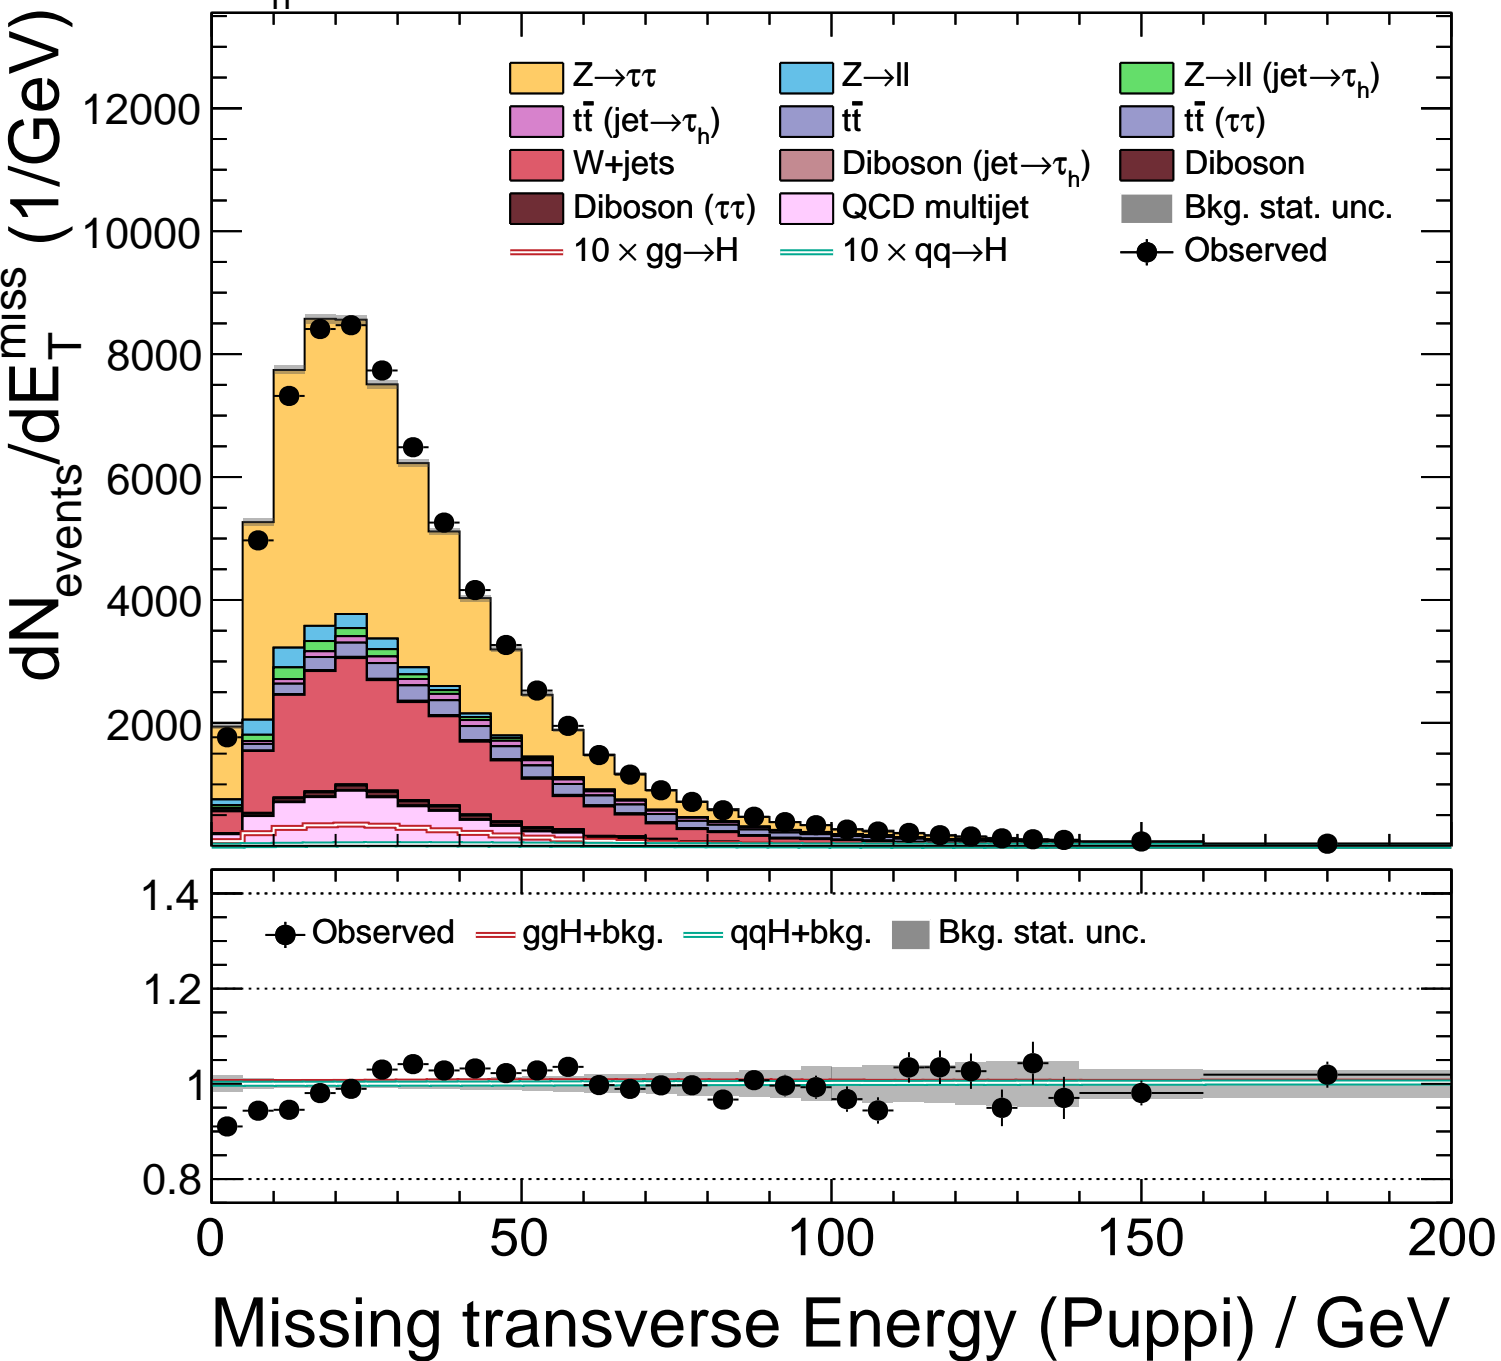 dN_events/dE_T^miss (1/GeV)
Z→ττ Z→ll Z→ll (jet→τ_h)
tt̄ (jet→τ_h) tt̄ tt̄ (ττ)
W+jets Diboson (jet→τ_h) Diboson
Diboson (ττ) QCD multijet Bkg. stat. unc.
10 × gg→H 10 × qq→H Observed
12000
10000
8000
6000
4000
2000
Observed ggH+bkg. qqH+bkg. Bkg. stat. unc.
1.4
1.2
1
0.8
0 50 100 150 200
Missing transverse Energy (Puppi) / GeV